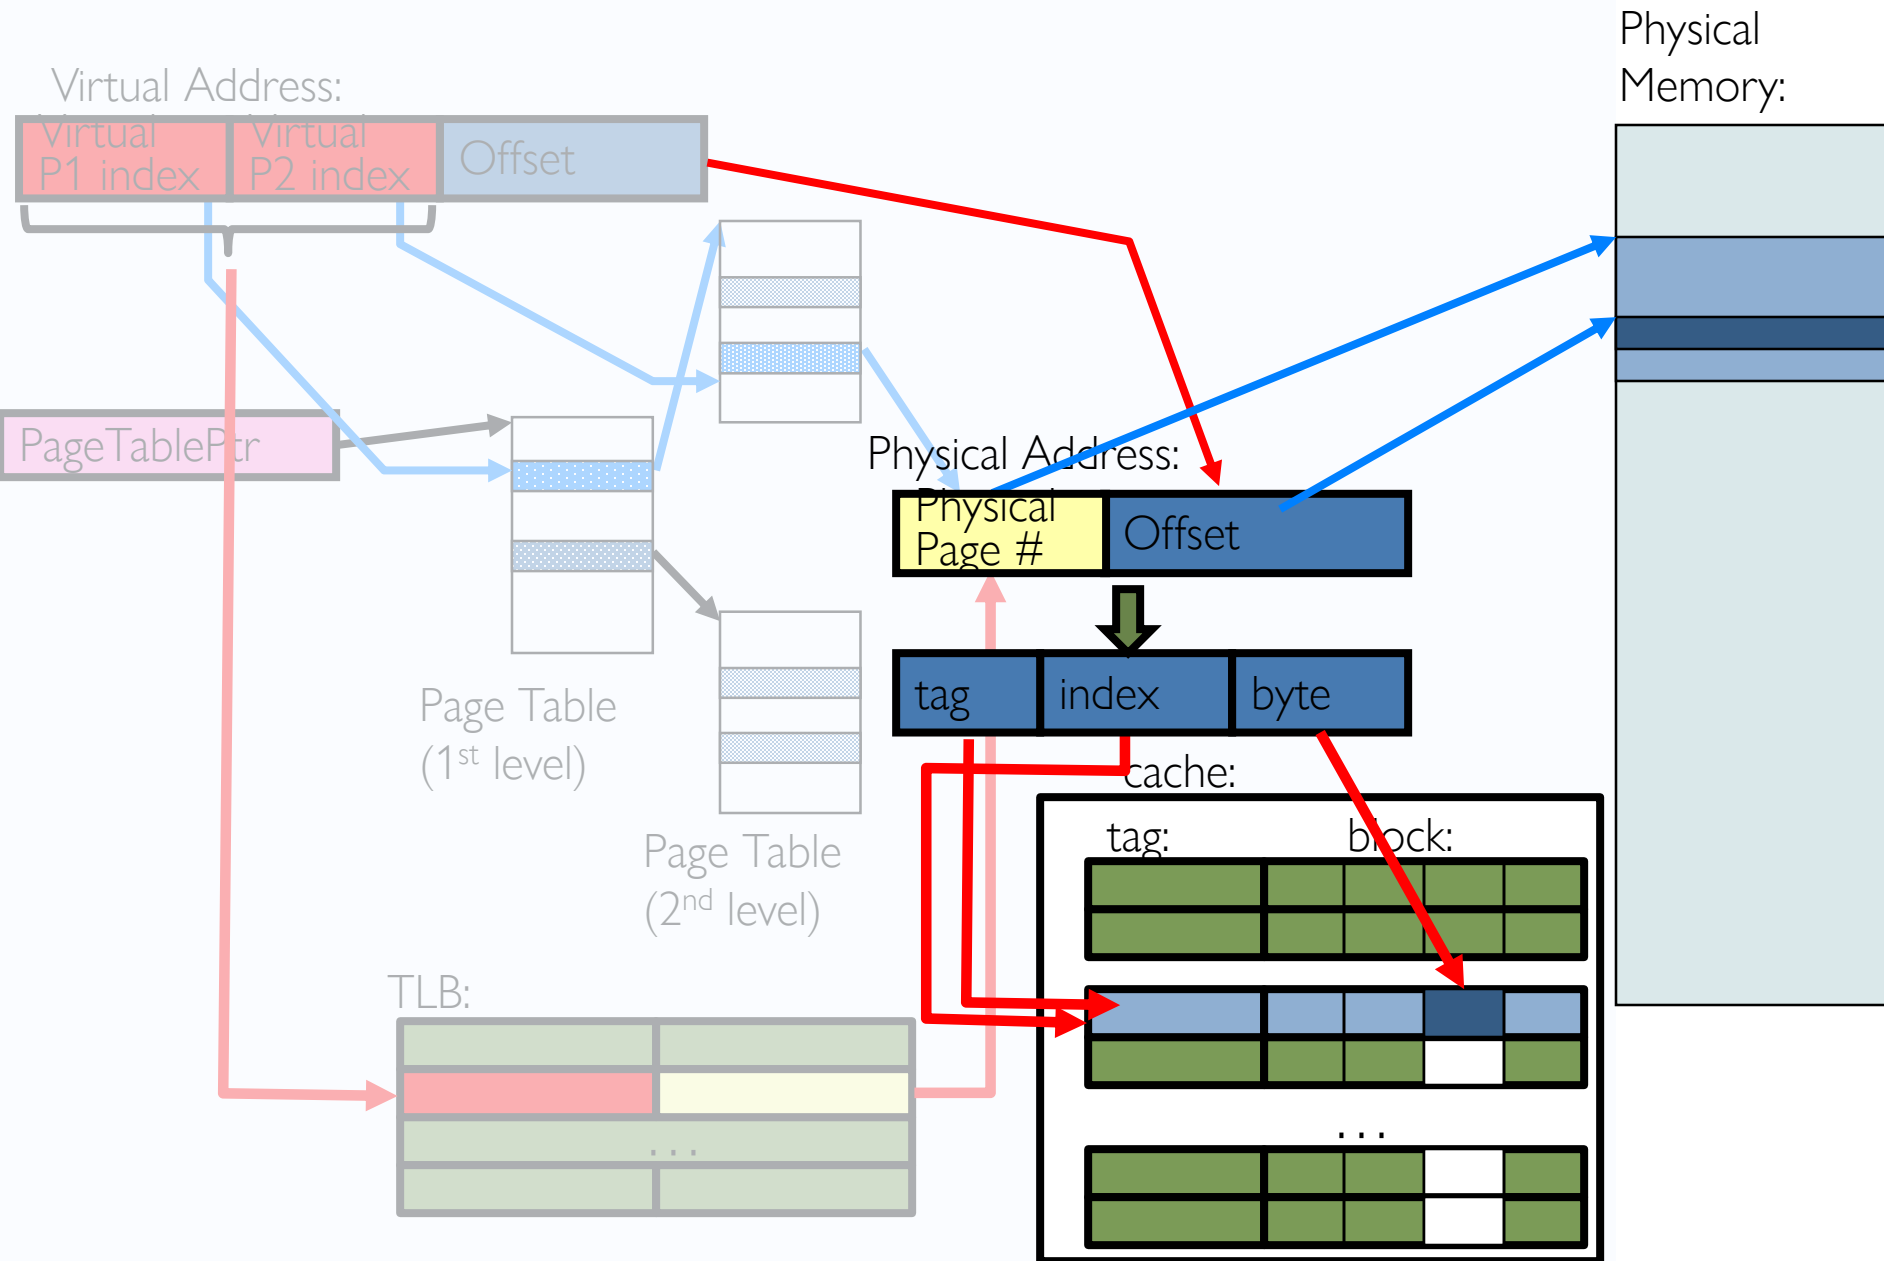 Physical
Memory:
Virtual Address:
Virtual
P1 index
Virtual
P2 index
Offset
PageTablePtr
Physical Address:
Physical
Page #
Offset
tag
index
byte
Page Table
(1st level)
cache:
tag:
block:
Page Table
(2nd level)
TLB:
. . .
. . .